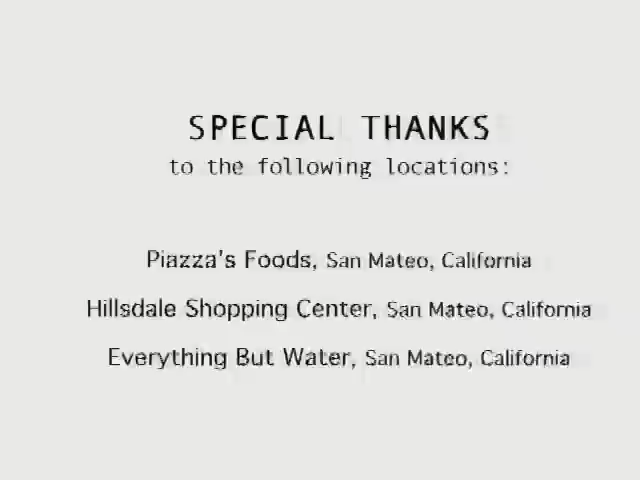 SPECIAL THANKS
to the following locations:
Piazza's Foods, San Mateo, California
Hillsdale Shopping Center, San Mateo, California
Everything But Water, San Mateo, California